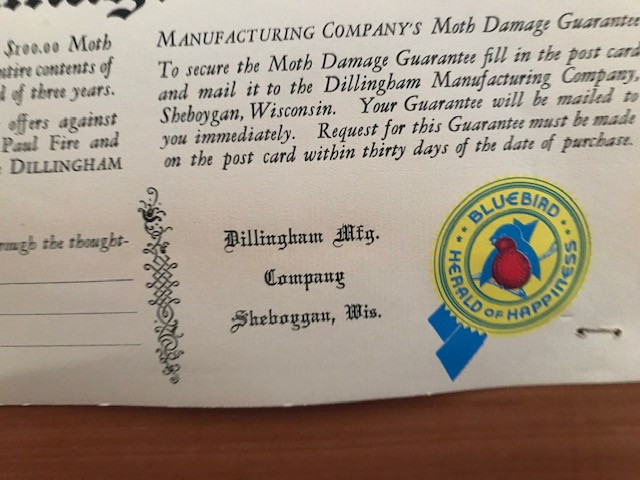 $100.00 Moth
ntire contents of
d of three years.
offers against
Paul Fire and
DILLINGHAM
rough the thought-
MANUFACTURING COMPANY'S Moth Damage Guarantee
To secure the Moth Damage Guarantee fill in the post card
and mail it to the Dillingham Manufacturing Company,
Sheboygan, Wisconsin. Your Guarantee will be mailed to
you immediately. Request for this Guarantee must be made
on the post card within thirty days of the date of purchase.
Dillingham Mfg.
Company
Sheboygan, Wis.
BLUEBIRD
HERALD OF HAPPINESS